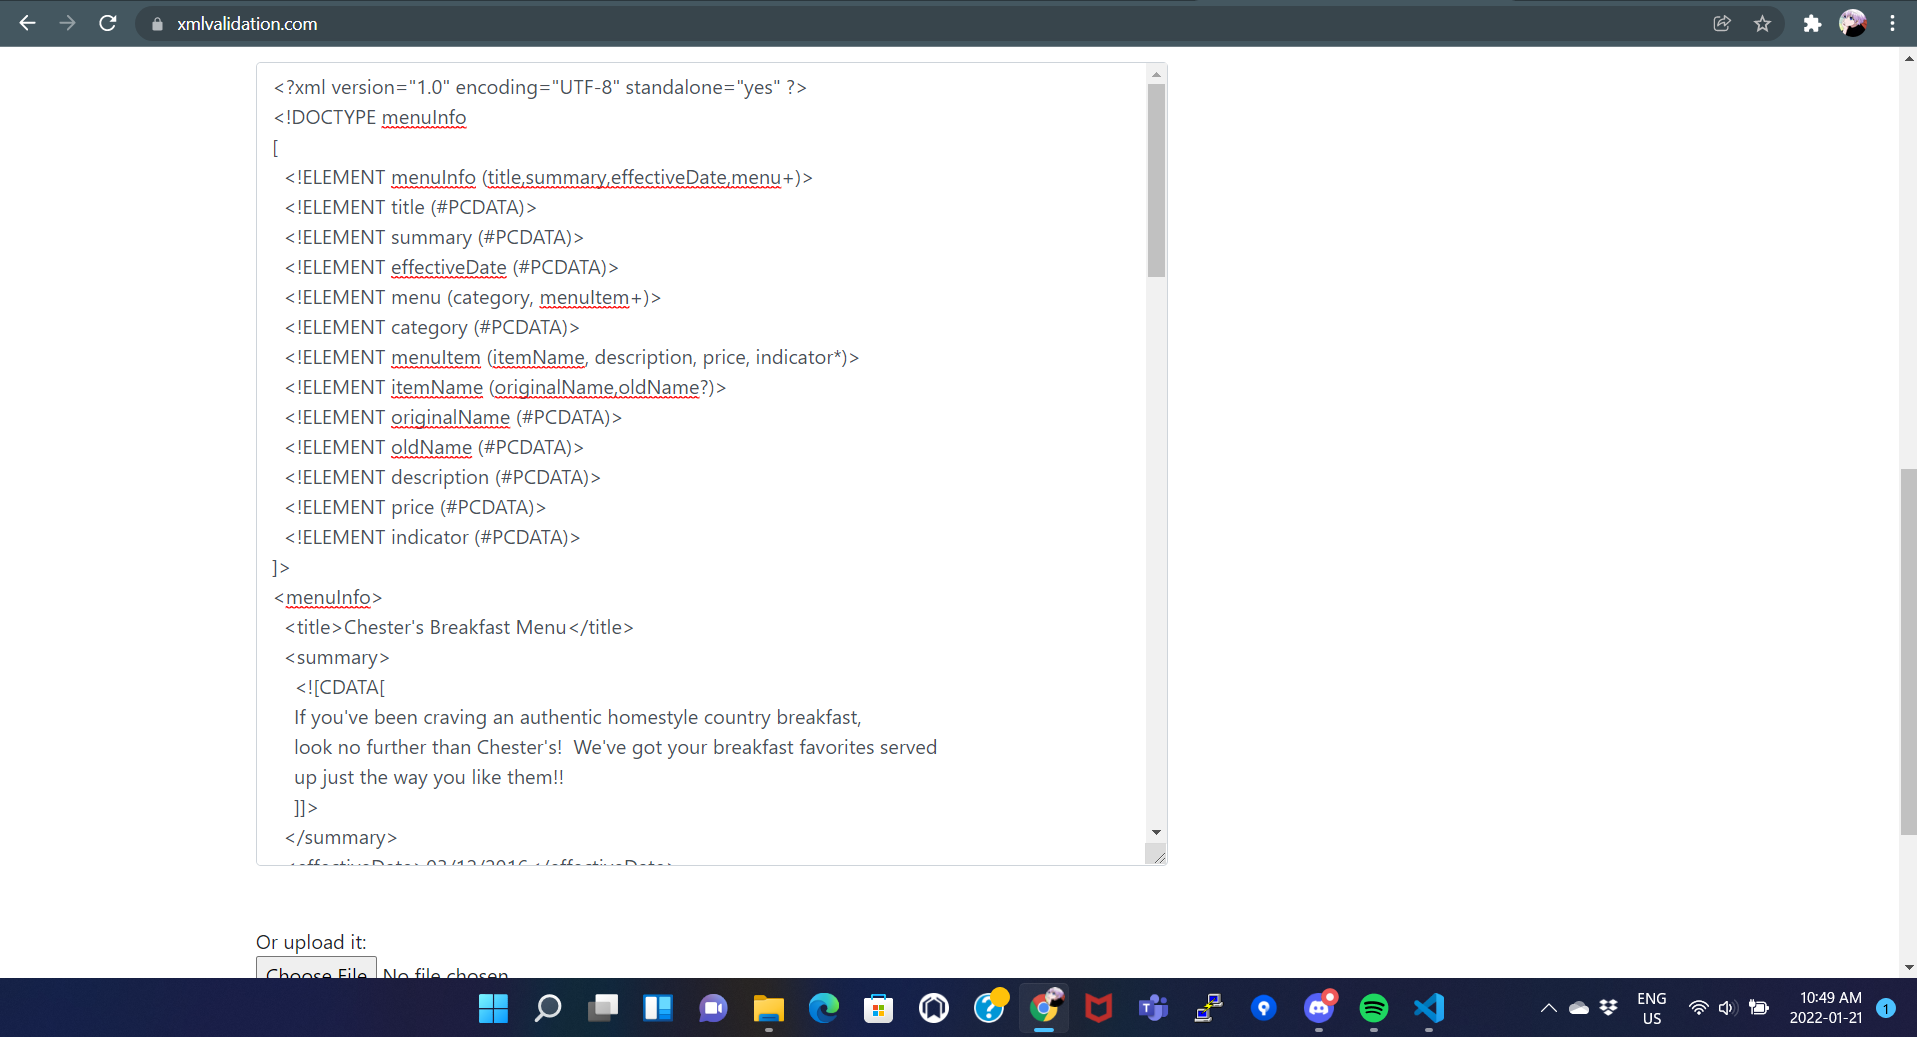 xmlvalidation.com
<?xml version="1.0" encoding="UTF-8" standalone="yes" ?>
<!DOCTYPE menuInfo
[
<!ELEMENT menuInfo (title,summary,effectiveDate,menu+)>
<!ELEMENT title (#PCDATA)>
<!ELEMENT summary (#PCDATA)>
<!ELEMENT effectiveDate (#PCDATA)>
<!ELEMENT menu (category, menuItem+)>
<!ELEMENT category (#PCDATA)>
<!ELEMENT menuItem (itemName, description, price, indicator*)>
<!ELEMENT itemName (originalName,oldName?)>
<!ELEMENT originalName (#PCDATA)>
<!ELEMENT oldName (#PCDATA)>
<!ELEMENT description (#PCDATA)>
<!ELEMENT price (#PCDATA)>
<!ELEMENT indicator (#PCDATA)>
]>
<menuInfo>
<title>Chester's Breakfast Menu</title>
<summary>
<![CDATA[
If you've been craving an authentic homestyle country breakfast,
look no further than Chester's!  We've got your breakfast favorites served
up just the way you like them!!
]]>
</summary>
<effectiveDate>03/12/2016</effectiveDate>
Or upload it:
Choose File No file chosen
ENG
US
10:49 AM
2022-01-21
1